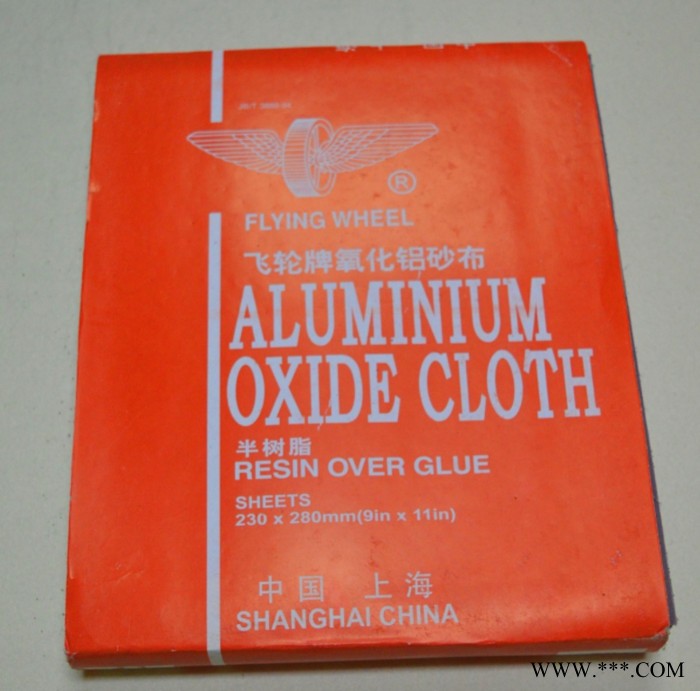 ®
FLYING WHEEL
飞轮牌氧化铝砂布
ALUMINIUM
OXIDE CLOTH
半树脂
RESIN OVER GLUE
SHEETS
230 x 280mm(9in x 11in)
中国 上海
SHANGHAI CHINA
WWW.***.COM